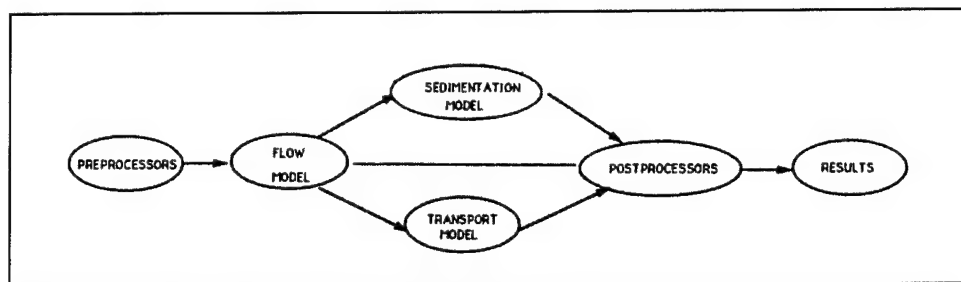 PREPROCESSORS
FLOW
MODEL
SEDIMENTATION
MODEL
TRANSPORT
MODEL
POSTPROCESSORS
RESULTS